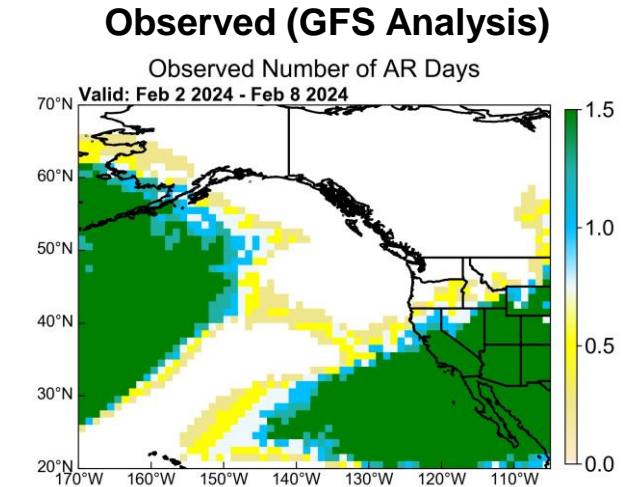 Observed (GFS Analysis)
Observed Number of AR Days
Valid: Feb 2 2024 - Feb 8 2024
70°N
60°N
50°N
40°N
30°N
20°N
170°W 160°W 150°W 140°W 130°W 120°W 110°W
1.5
1.0
0.5
0.0